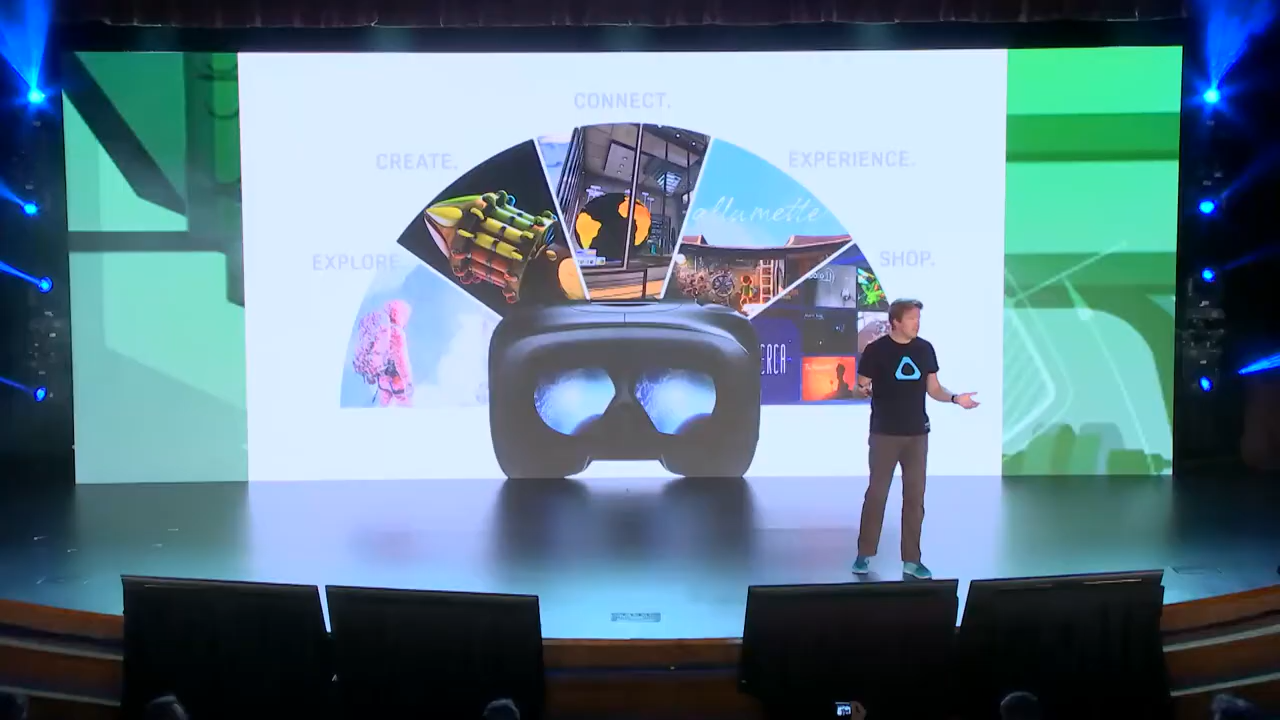 CONNECT.
CREATE.
EXPERIENCE.
EXPLORE
SHOP.
allumette